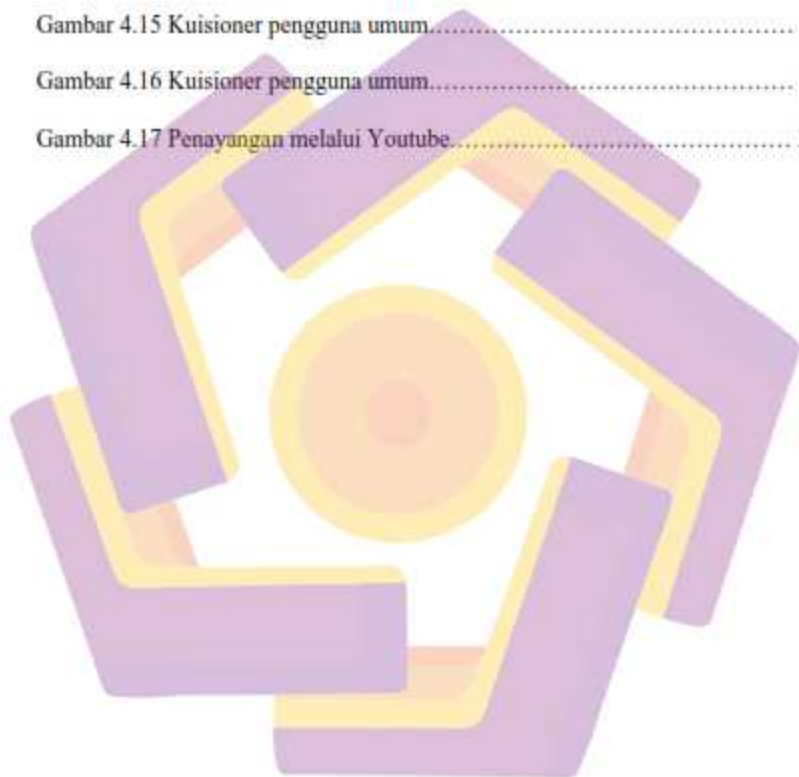 Gambar 4.15 Kuisioner pengguna umum................................................
Gambar 4.16 Kuisioner pengguna umum................................................
Gambar 4.17 Penayangan melalui Youtube.............................................